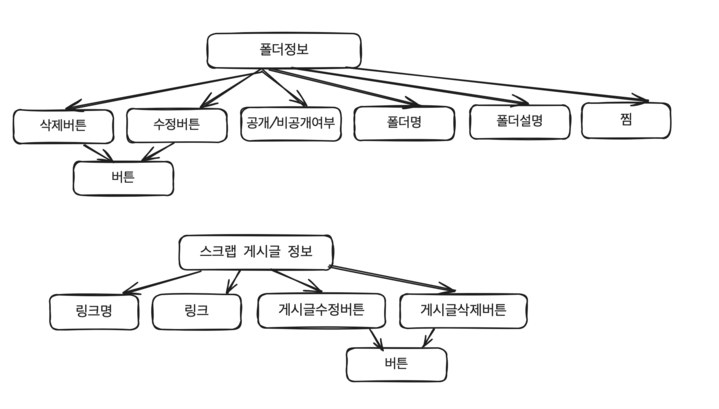 폴더정보
삭제버튼
수정버튼
공개/비공개여부
폴더명
폴더설명
찜
버튼
스크랩 게시글 정보
링크명
링크
게시글수정버튼
게시글삭제버튼
버튼